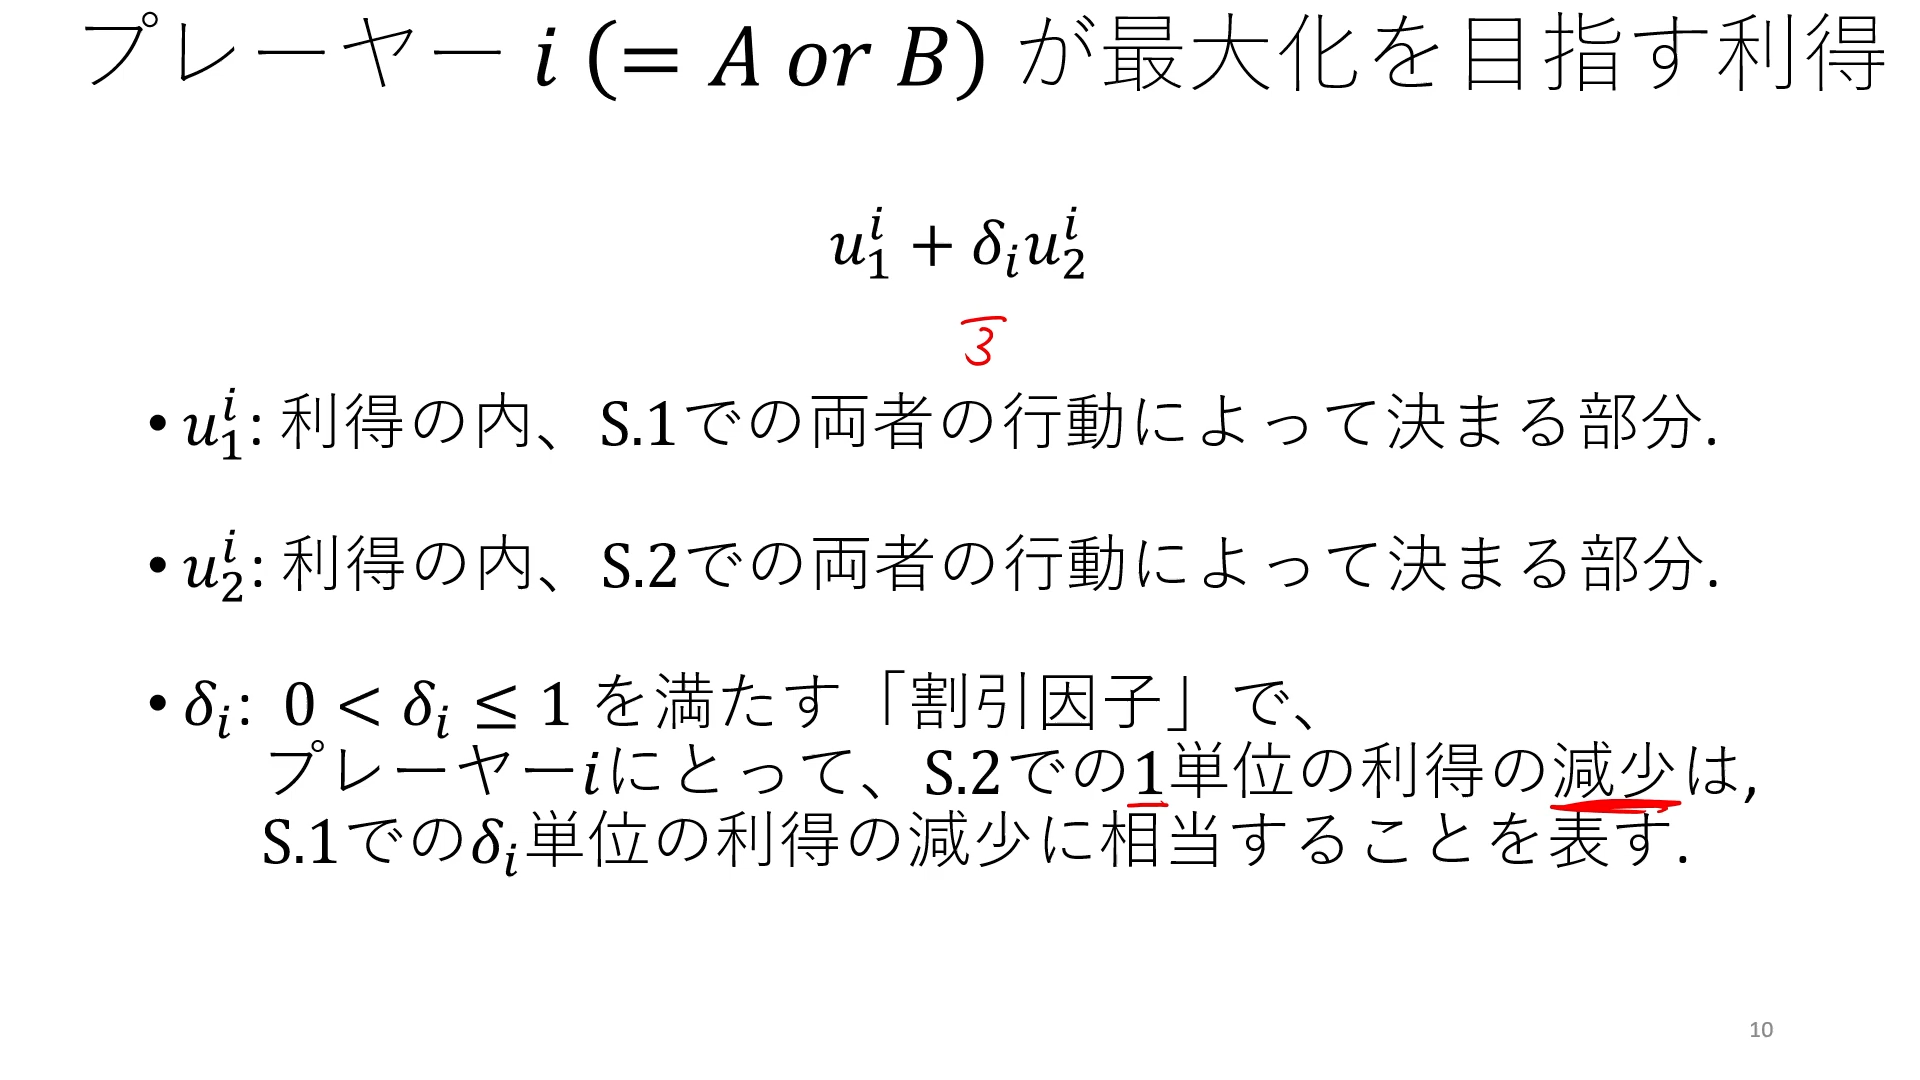 プレーヤー i (= A or B) が最大化を目指す利得
u₁ⁱ + δᵢu₂ⁱ
3
• u₁ⁱ: 利得の内、S.1での両者の行動によって決まる部分.
• u₂ⁱ: 利得の内、S.2での両者の行動によって決まる部分.
• δᵢ: 0 < δᵢ ≤ 1 を満たす「割引因子」で、
プレーヤーiにとって、S.2での1単位の利得の減少は,
S.1でのδᵢ単位の利得の減少に相当することを表す.
10